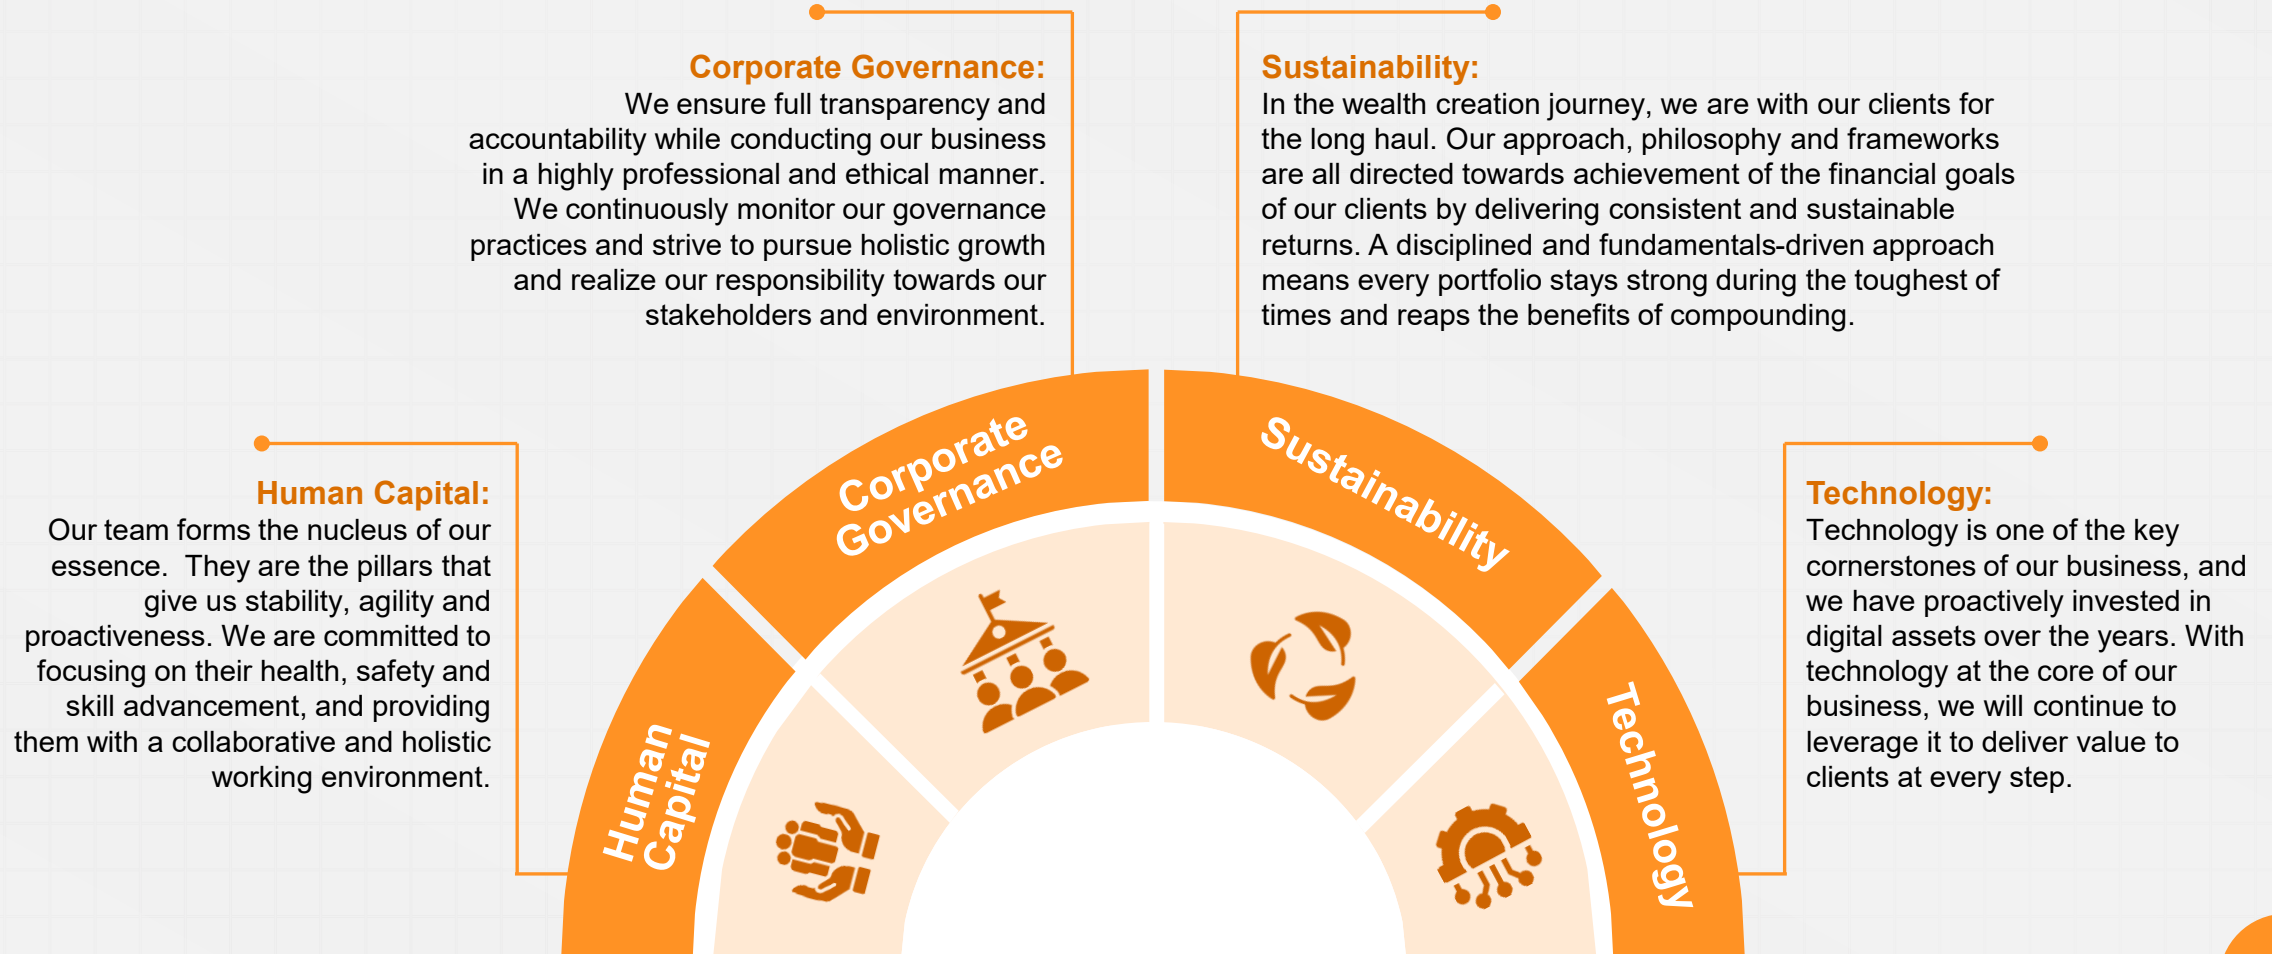 Corporate Governance:
We ensure full transparency and
accountability while conducting our business
in a highly professional and ethical manner.
We continuously monitor our governance
practices and strive to pursue holistic growth
and realize our responsibility towards our
stakeholders and environment.
Sustainability:
In the wealth creation journey, we are with our clients for
the long haul. Our approach, philosophy and frameworks
are all directed towards achievement of the financial goals
of our clients by delivering consistent and sustainable
returns. A disciplined and fundamentals-driven approach
means every portfolio stays strong during the toughest of
times and reaps the benefits of compounding.
Human Capital:
Our team forms the nucleus of our
essence.  They are the pillars that
give us stability, agility and
proactiveness. We are committed to
focusing on their health, safety and
skill advancement, and providing
them with a collaborative and holistic
working environment.
Human
Capital
Corporate
Governance
Sustainability
Technology
Technology:
Technology is one of the key
cornerstones of our business, and
we have proactively invested in
digital assets over the years. With
technology at the core of our
business, we will continue to
leverage it to deliver value to
clients at every step.